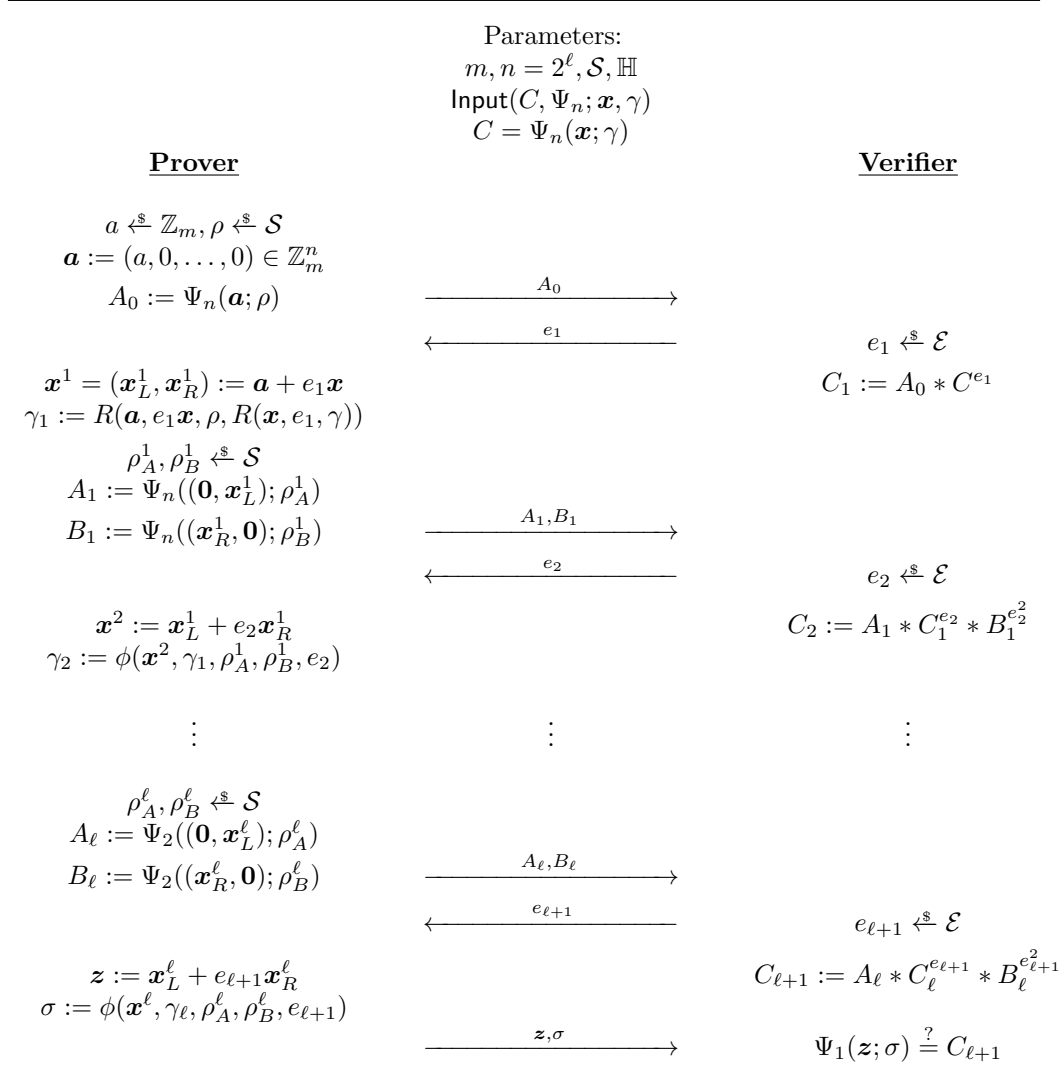 Parameters:
m, n = 2^ℓ, 𝒮, ℍ
Input(C, Ψ_n; x, γ)
C = Ψ_n(x; γ)
Prover Verifier
a ←$ ℤ_m, ρ ←$ 𝒮
a := (a, 0, …, 0) ∈ ℤ_m^n
A_0 := Ψ_n(a; ρ) A_0
e_1 e_1 ←$ ℰ
x^1 = (x_L^1, x_R^1) := a + e_1x C_1 := A_0 * C^{e_1}
γ_1 := R(a, e_1x, ρ, R(x, e_1, γ))
ρ_A^1, ρ_B^1 ←$ 𝒮
A_1 := Ψ_n((0, x_L^1); ρ_A^1)
B_1 := Ψ_n((x_R^1, 0); ρ_B^1) A_1,B_1
e_2 e_2 ←$ ℰ
x^2 := x_L^1 + e_2x_R^1 C_2 := A_1 * C_1^{e_2} * B_1^{e_2^2}
γ_2 := ϕ(x^2, γ_1, ρ_A^1, ρ_B^1, e_2)
⋮ ⋮ ⋮
ρ_A^ℓ, ρ_B^ℓ ←$ 𝒮
A_ℓ := Ψ_2((0, x_L^ℓ); ρ_A^ℓ)
B_ℓ := Ψ_2((x_R^ℓ, 0); ρ_B^ℓ) A_ℓ,B_ℓ
e_{ℓ+1} e_{ℓ+1} ←$ ℰ
z := x_L^ℓ + e_{ℓ+1}x_R^ℓ C_{ℓ+1} := A_ℓ * C_ℓ^{e_{ℓ+1}} * B_ℓ^{e_{ℓ+1}^2}
σ := ϕ(x^ℓ, γ_ℓ, ρ_A^ℓ, ρ_B^ℓ, e_{ℓ+1})
z,σ Ψ_1(z; σ) ≟ C_{ℓ+1}